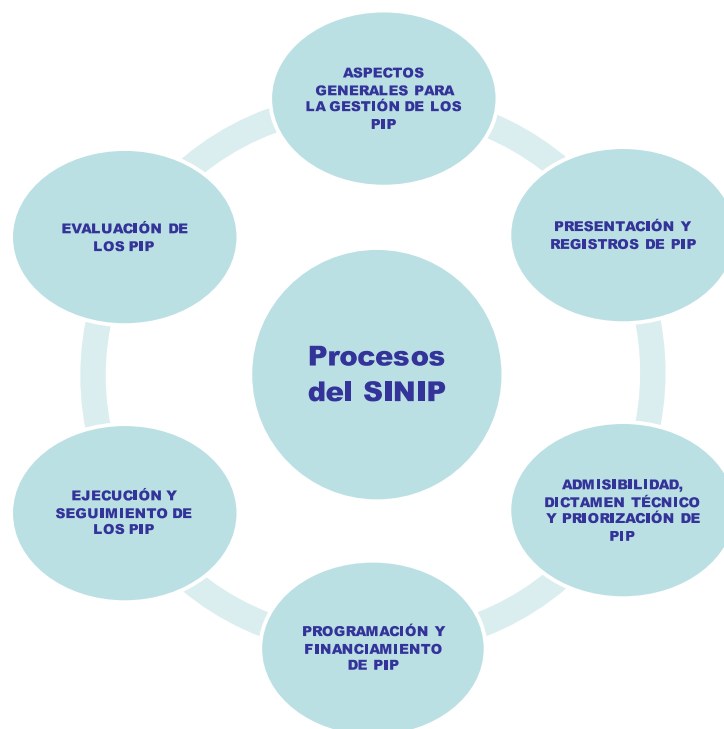 ASPECTOS
GENERALES PARA
LA GESTIÓN DE LOS
PIP
PRESENTACIÓN Y
REGISTROS DE PIP
ADMISIBILIDAD,
DICTAMEN TÉCNICO
Y PRIORIZACIÓN DE
PIP
PROGRAMACIÓN Y
FINANCIAMIENTO
DE PIP
EJECUCIÓN Y
SEGUIMIENTO DE
LOS PIP
EVALUACIÓN DE
LOS PIP
Procesos
del SINIP